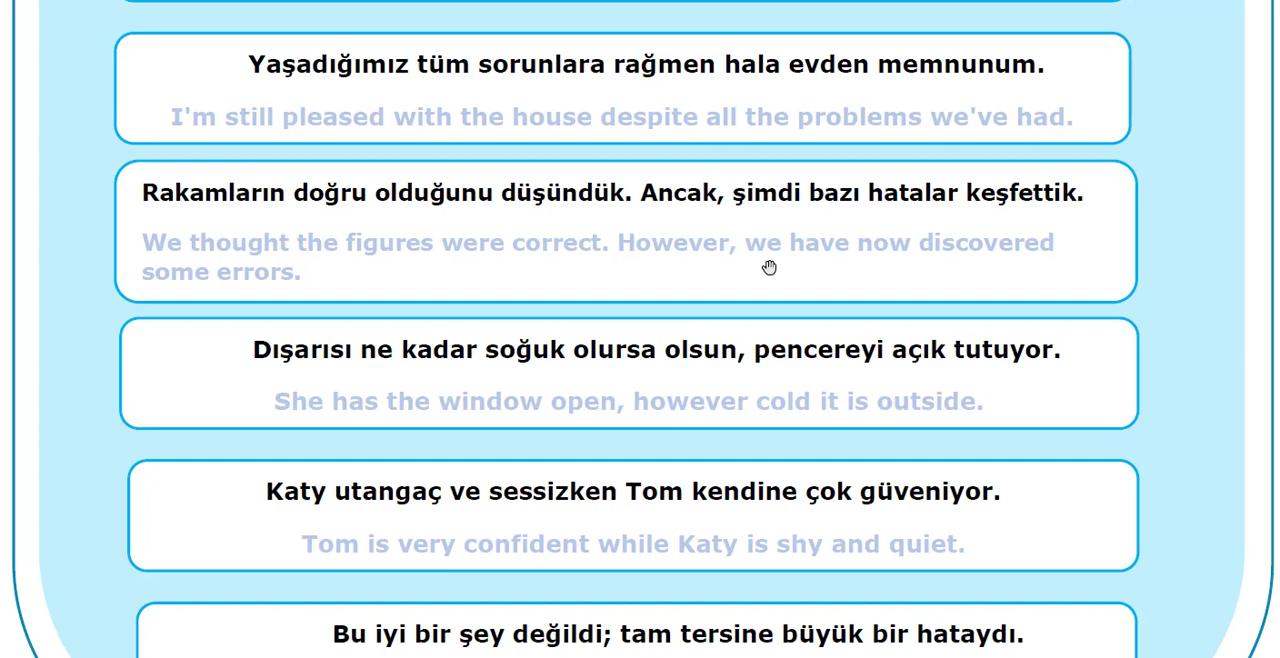 Yaşadığımız tüm sorunlara rağmen hala evden memnunum.
I'm still pleased with the house despite all the problems we've had.
Rakamların doğru olduğunu düşündük. Ancak, şimdi bazı hatalar keşfettik.
We thought the figures were correct. However, we have now discovered
some errors.
Dışarısı ne kadar soğuk olursa olsun, pencereyi açık tutuyor.
She has the window open, however cold it is outside.
Katy utangaç ve sessizken Tom kendine çok güveniyor.
Tom is very confident while Katy is shy and quiet.
Bu iyi bir şey değildi; tam tersine büyük bir hataydı.